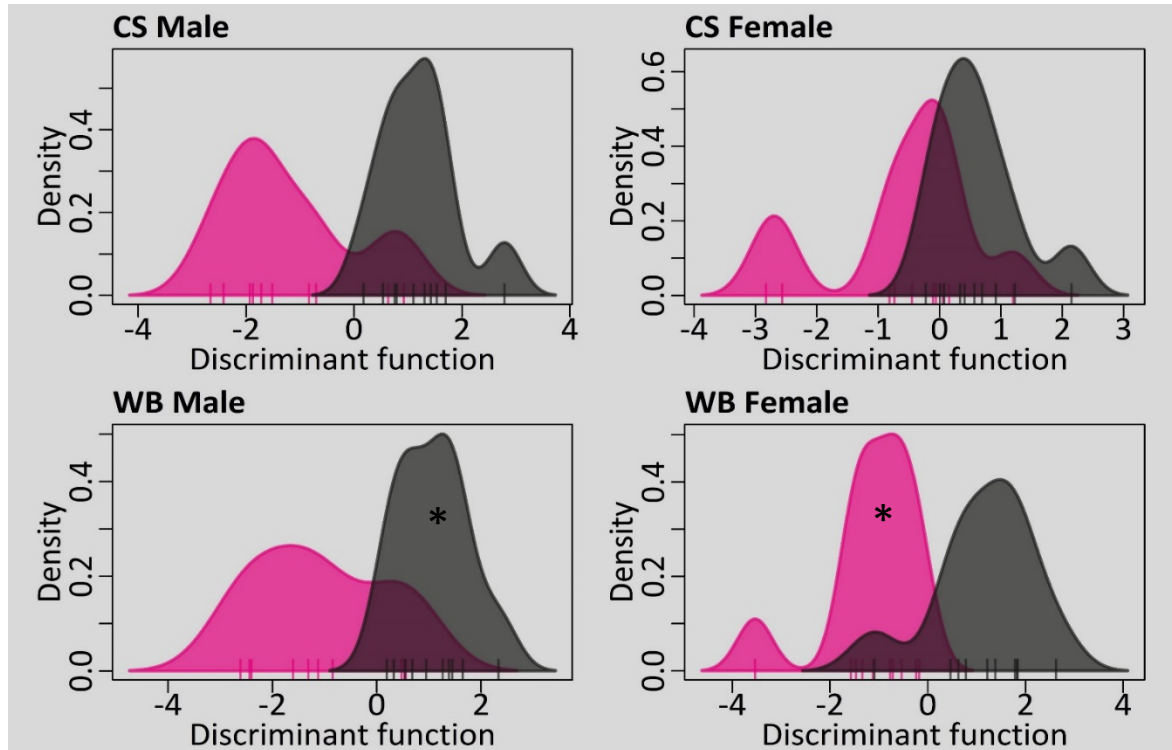 CS Male
Density
0.0 0.2 0.4
-4 -2 0 2 4
Discriminant function
CS Female
Density
0.0 0.2 0.4 0.6
-4 -3 -2 -1 0 1 2 3
Discriminant function
WB Male
Density
0.0 0.2 0.4
*
-4 -2 0 2
Discriminant function
WB Female
Density
0.0 0.2 0.4
*
-4 -2 0 2 4
Discriminant function